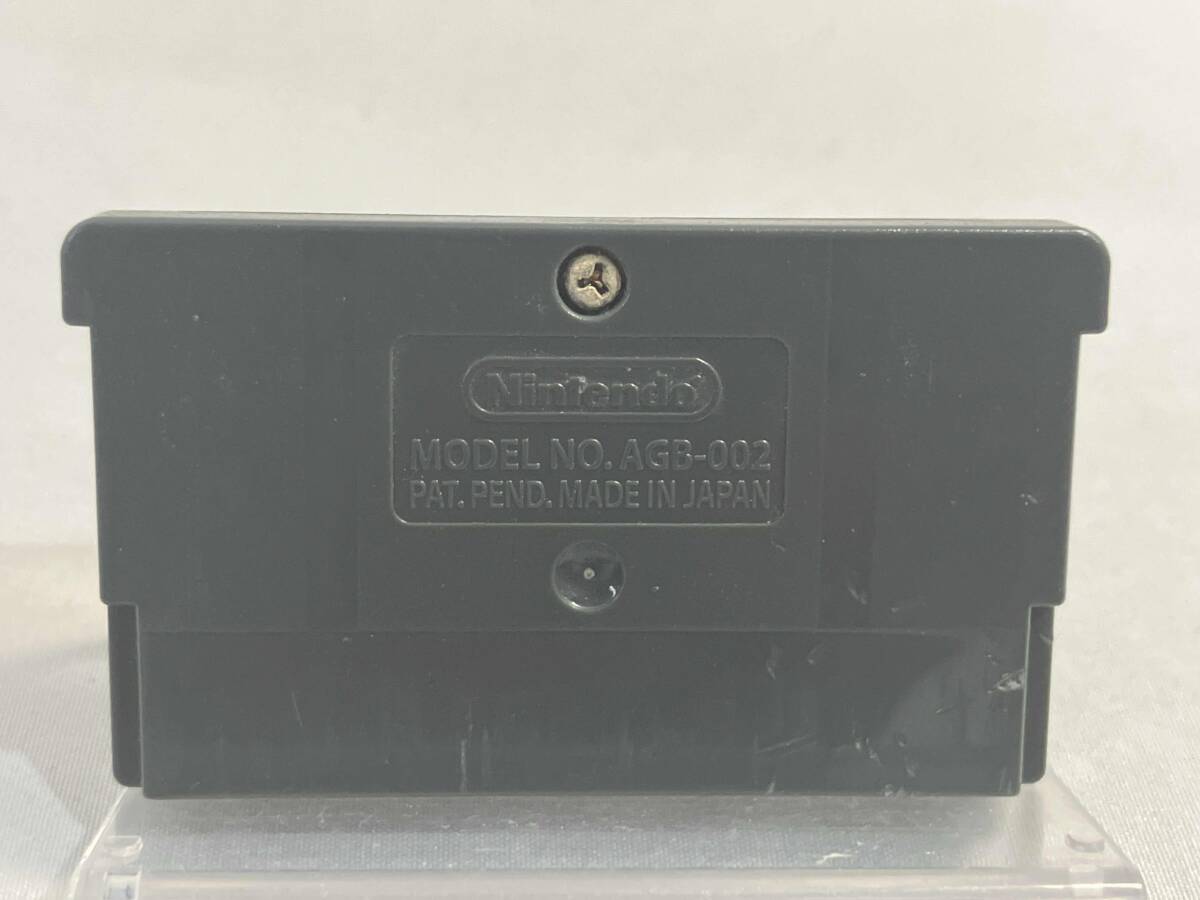 Nintendo
MODEL NO. AGB-002
PAT. PEND. MADE IN JAPAN